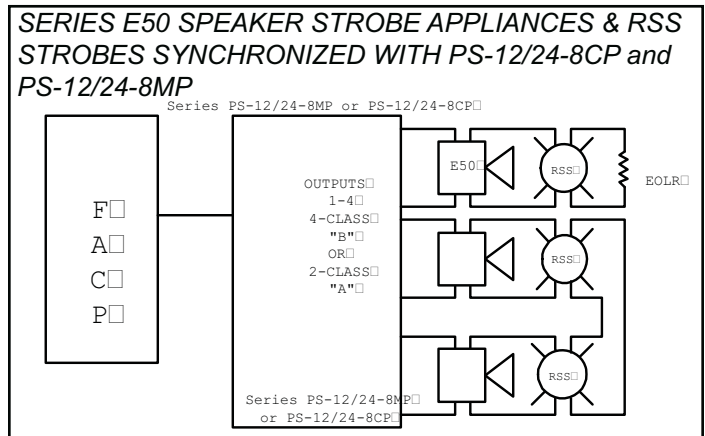 SERIES E50 SPEAKER STROBE APPLIANCES & RSS
STROBES SYNCHRONIZED WITH PS-12/24-8CP and
PS-12/24-8MP
Series PS-12/24-8MP or PS-12/24-8CP□
F□
A□
C□
P□
OUTPUTS□
1-4□
4-CLASS
"B"□
OR□
2-CLASS□
"A"□
E50□
RSS□
EOLR□
RSS□
RSS□
Series PS-12/24-8MP□
or PS-12/24-8CP□